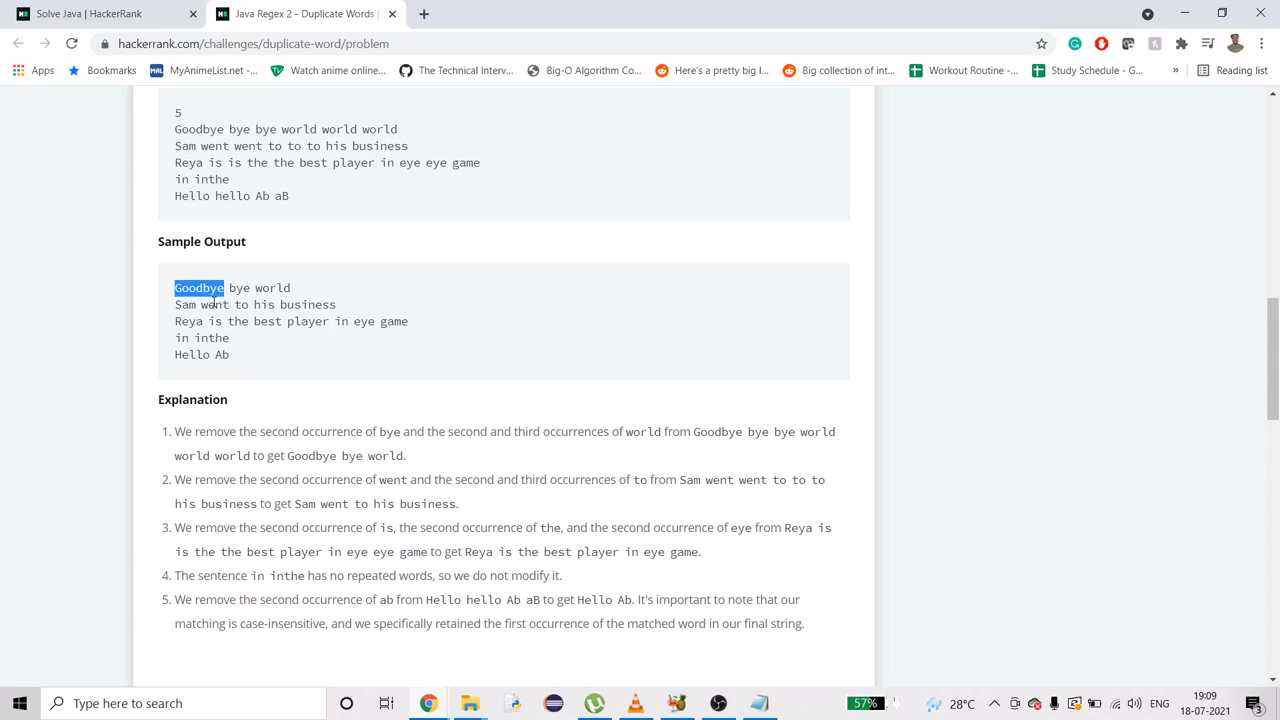 Solve Java | HackerRank
Java Regex 2 - Duplicate Words |
hackerrank.com/challenges/duplicate-word/problem
Apps
Bookmarks
MyAnimeList.net -...
Watch anime online...
The Technical Interv...
Big-O Algorithm Co...
Here's a pretty big l...
Big collection of int...
Workout Routine -...
Study Schedule - G...
»
Reading list
5
Goodbye bye bye world world world
Sam went went to to to his business
Reya is is the the best player in eye eye game
in inthe
Hello hello Ab aB
Sample Output
Goodbye bye world
Sam went to his business
Reya is the best player in eye game
in inthe
Hello Ab
Explanation
1. We remove the second occurrence of bye and the second and third occurrences of world from Goodbye bye bye world
world world to get Goodbye bye world.
2. We remove the second occurrence of went and the second and third occurrences of to from Sam went went to to to
his business to get Sam went to his business.
3. We remove the second occurrence of is, the second occurrence of the, and the second occurrence of eye from Reya is
is the the best player in eye eye game to get Reya is the best player in eye game.
4. The sentence in inthe has no repeated words, so we do not modify it.
5. We remove the second occurrence of ab from Hello hello Ab aB to get Hello Ab. It's important to note that our
matching is case-insensitive, and we specifically retained the first occurrence of the matched word in our final string.
Type here to search
57%
57%
28°C
ENG
19:09
18-07-2021
3